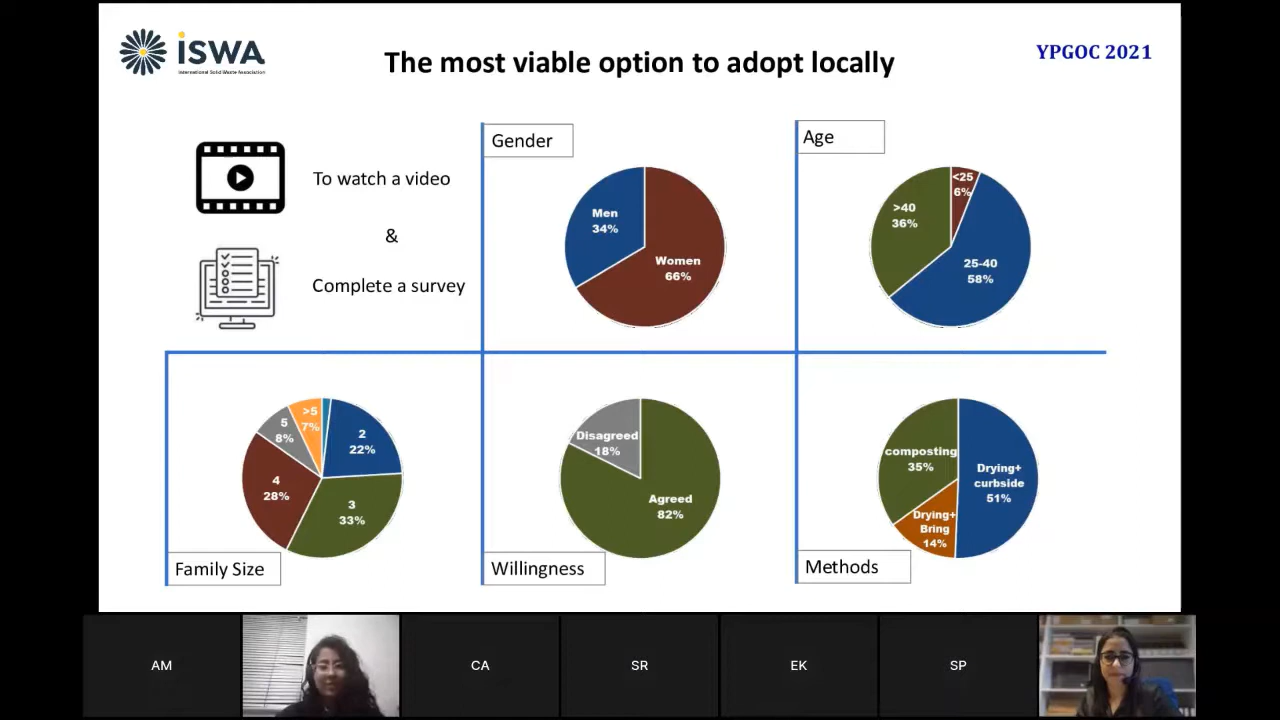 iSWA
International Solid Waste Association
The most viable option to adopt locally
YPGOC 2021
To watch a video
&
Complete a survey
Gender
Men
34%
Women
66%
Age
<25
6%
>40
36%
25-40
58%
Family Size
>5
7%
5
8%
2
22%
4
28%
3
33%
Willingness
Disagreed
18%
Agreed
82%
Methods
composting
35%
Drying+
curbside
51%
Drying+
Bring
14%
AM
CA
SR
EK
SP